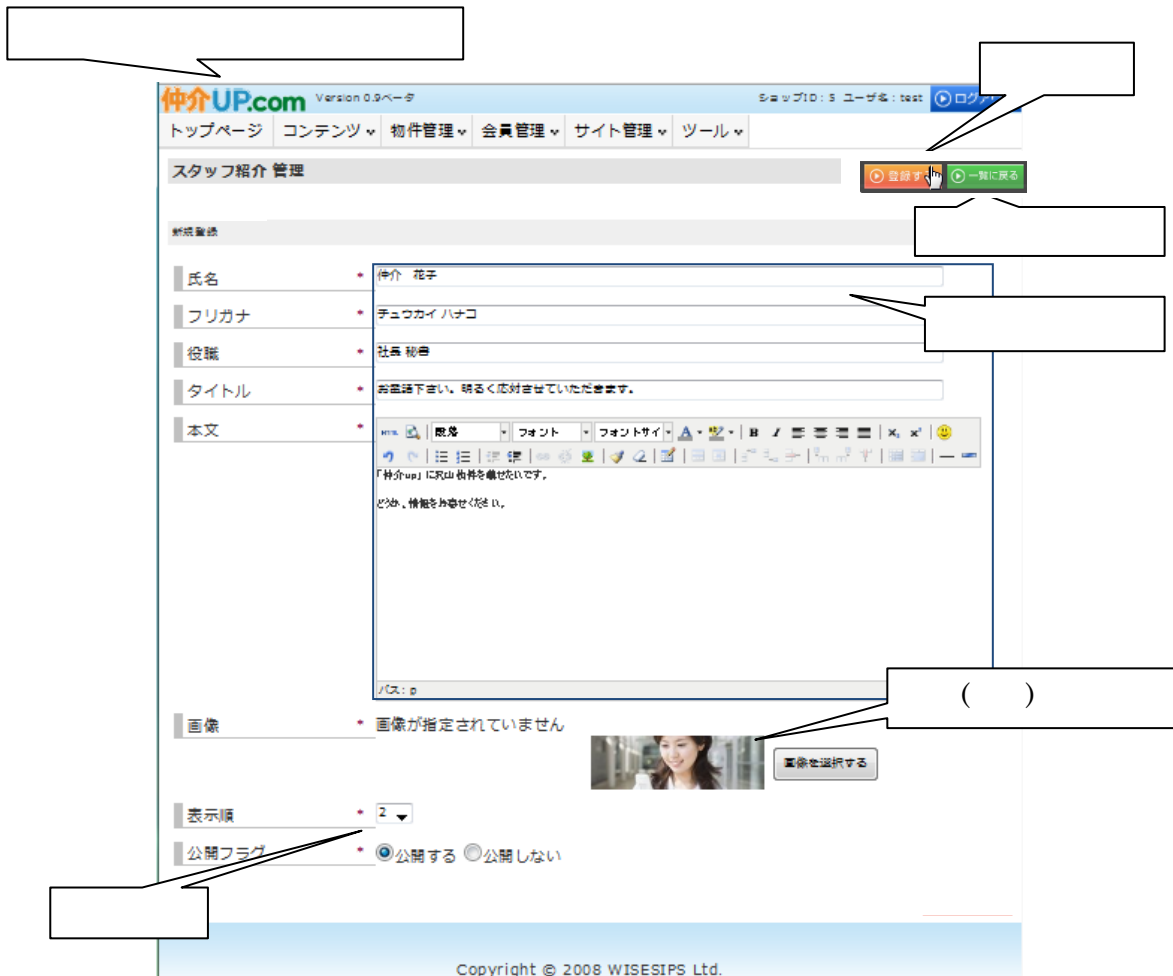 仲介UP.com Version 0.9ベータ ショップID : 5 ユーザ名 : test
トップページ コンテンツ 物件管理 会員管理 サイト管理 ツール
スタッフ紹介 管理
登録す 一覧に戻る
新規登録
氏名 * 仲介 花子
フリガナ * チュウカイ ハナコ
役職 * 社長 秘書
タイトル * お電話下さい。明るく応対させていただきます。
本文 *
HTML 段落 フォント フォントサイ
「仲介up」に沢山物件を載せたいです。
どうか、情報をお寄せください。
パス: p
( )
画像 * 画像が指定されていません
画像を選択する
表示順 * 2
公開フラグ * 公開する 公開しない
Copyright © 2008 WISESIPS Ltd.